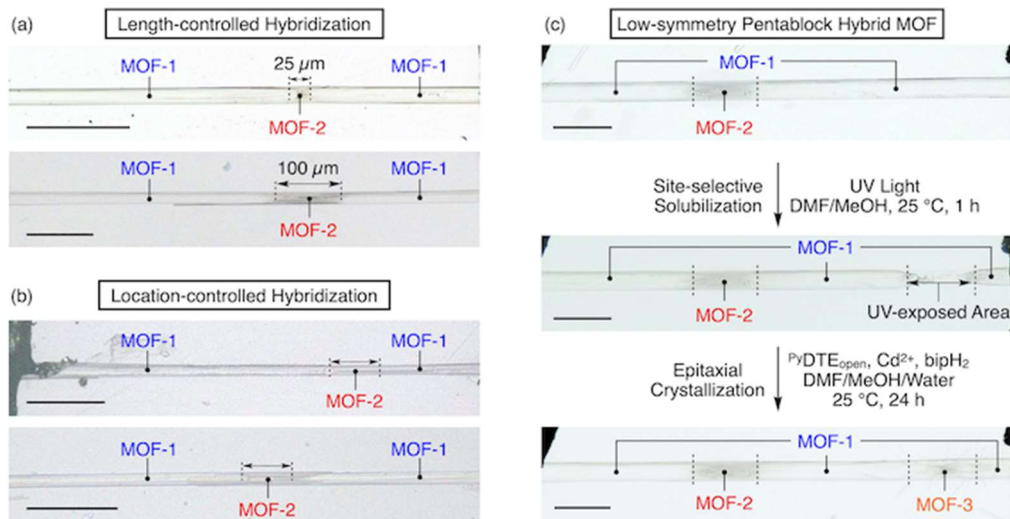 (a)
Length-controlled Hybridization
25 µm
MOF-1
MOF-1
MOF-2
MOF-1
100 µm
MOF-1
MOF-2
(b)
Location-controlled Hybridization
MOF-1
MOF-1
MOF-2
MOF-1
MOF-1
MOF-2
(c)
Low-symmetry Pentablock Hybrid MOF
MOF-1
MOF-2
Site-selective
Solubilization
UV Light
DMF/MeOH, 25 °C, 1 h
MOF-1
MOF-2
UV-exposed Area
Epitaxial
Crystallization
PyDTEopen, Cd2+, bipH2
DMF/MeOH/Water
25 °C, 24 h
MOF-1
MOF-2
MOF-3